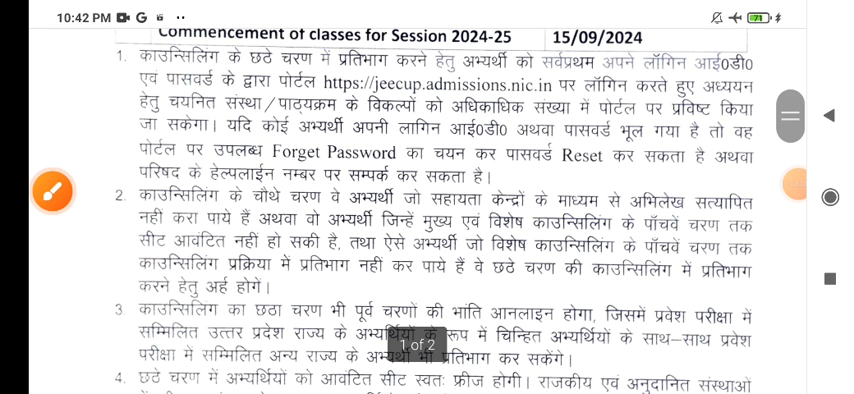 10:42 PM
71
Commencement of classes for Session 2024-25 15/09/2024
1. काउन्सिलिंग के छठे चरण में प्रतिभाग करने हेतु अभ्यर्थी को सर्वप्रथम अपने लॉगिन आई0डी0
एवं पासवर्ड के द्वारा पोर्टल https://jeecup.admissions.nic.in पर लॉगिन करते हुए अध्ययन
हेतु चयनित संस्था/पाठ्यक्रम के विकल्पों को अधिकाधिक संख्या में पोर्टल पर प्रविष्ट किया
जा सकेगा। यदि कोई अभ्यर्थी अपनी लागिन आई0डी0 अथवा पासवर्ड भूल गया है तो वह
पोर्टल पर उपलब्ध Forget Password का चयन कर पासवर्ड Reset कर सकता है अथवा
परिषद के हेल्पलाईन नम्बर पर सम्पर्क कर सकता है।
2. काउन्सिलिंग के चौथे चरण वे अभ्यर्थी जो सहायता केन्द्रों के माध्यम से अभिलेख सत्यापित
नहीं करा पाये हैं अथवा वो अभ्यर्थी जिन्हें मुख्य एवं विशेष काउन्सिलिंग के पॉचवें चरण तक
सीट आवंटित नहीं हो सकी है, तथा ऐसे अभ्यर्थी जो विशेष काउन्सिलिंग के पॉचवें चरण तक
काउन्सिलिंग प्रक्रिया में प्रतिभाग नहीं कर पाये हैं वे छठे चरण की काउन्सिलिंग में प्रतिभाग
करने हेतु अर्ह होगें।
3. काउन्सिलिंग का छठा चरण भी पूर्व चरणों की भांति आनलाइन होगा, जिसमें प्रवेश परीक्षा में
सम्मिलित उत्तर प्रदेश राज्य के अभ्यर्थियों के रूप में चिन्हित अभ्यर्थियों के साथ–साथ प्रवेश
1 of 2
परीक्षा में सम्मिलित अन्य राज्य के अभ्यर्थी भी प्रतिभाग कर सकेंगे।
4. छठे चरण में अभ्यर्थियों को आवंटित सीट स्वतः फ्रीज होगी। राजकीय एवं अनुदानित संस्थाओं